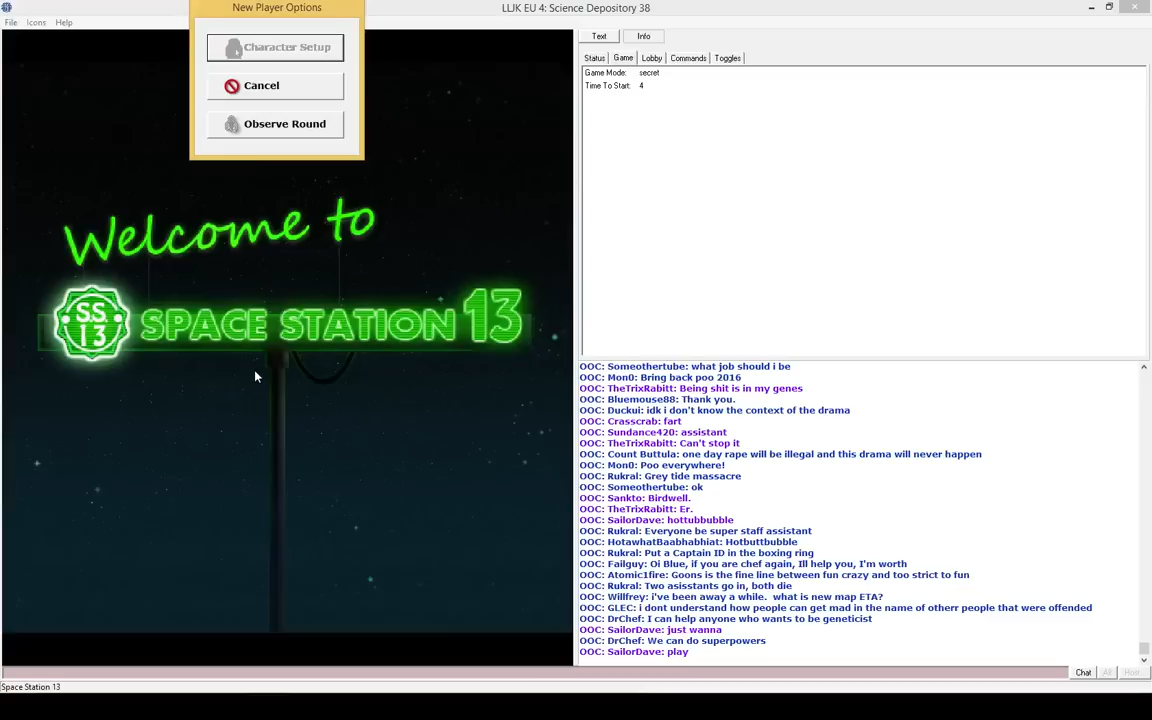 New Player Options
LLJK EU 4: Science Depository 38
File Icons Help
Character Setup
Cancel
Observe Round
Welcome to
S.S. 13
SPACE STATION 13
Text Info
Status Game Lobby Commands Toggles
Game Mode: secret
Time To Start: 4
OOC: Someothertube: what job should i be
OOC: Mon0: Bring back poo 2016
OOC: TheTrixRabitt: Being shit is in my genes
OOC: Bluemouse88: Thank you.
OOC: Duckui: idk i don't know the context of the drama
OOC: Crasscrab: fart
OOC: Sundance420: assistant
OOC: TheTrixRabitt: Can't stop it
OOC: Count Buttula: one day rape will be illegal and this drama will never happen
OOC: Mon0: Poo everywhere!
OOC: Rukral: Grey tide massacre
OOC: Someothertube: ok
OOC: Sankto: Birdwell.
OOC: TheTrixRabitt: Er.
OOC: SailorDave: hottubbubble
OOC: Rukral: Everyone be super staff assistant
OOC: HotawhatBaabhabhiat: Hotbuttbubble
OOC: Rukral: Put a Captain ID in the boxing ring
OOC: Failguy: Oi Blue, if you are chef again, Ill help you, I'm worth
OOC: Atomic1fire: Goons is the fine line between fun crazy and too strict to fun
OOC: Rukral: Two asisstants go in, both die
OOC: Willfrey: i've been away a while. what is new map ETA?
OOC: GLEC: i dont understand how people can get mad in the name of otherr people that were offended
OOC: DrChef: I can help anyone who wants to be geneticist
OOC: SailorDave: just wanna
OOC: DrChef: We can do superpowers
OOC: SailorDave: play
Chat Alt Host
Space Station 13